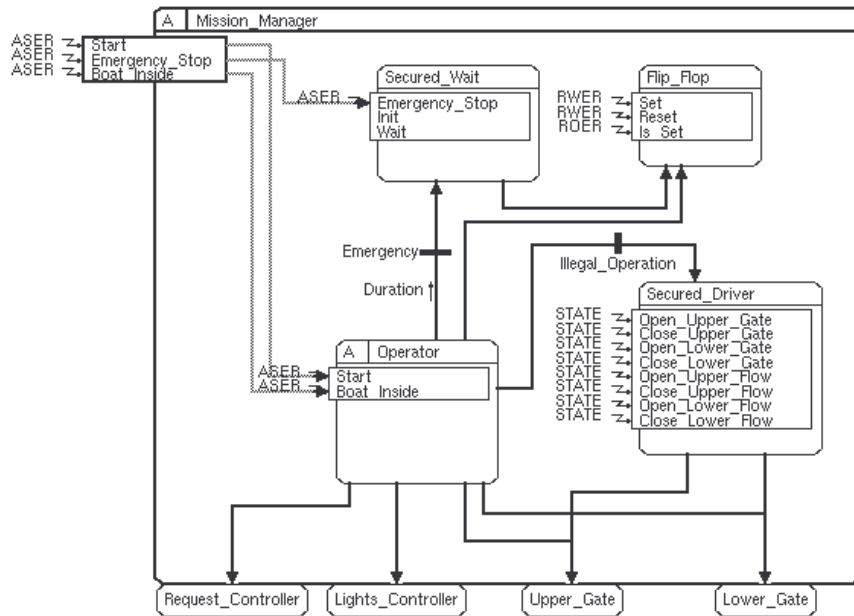 A Mission_Manager
ASER Start
ASER Emergency_Stop
ASER Boat_Inside
Secured_Wait
ASER Emergency_Stop
Init
Wait
Flip_Flop
RWER Set
RWER Reset
ROER Is_Set
Emergency
Duration
Illegal_Operation
Secured_Driver
STATE Open_Upper_Gate
STATE Close_Upper_Gate
STATE Open_Lower_Gate
STATE Close_Lower_Gate
STATE Open_Upper_Flow
STATE Close_Upper_Flow
STATE Open_Lower_Flow
STATE Close_Lower_Flow
A Operator
ASER Start
ASER Boat_Inside
Request_Controller
Lights_Controller
Upper_Gate
Lower_Gate